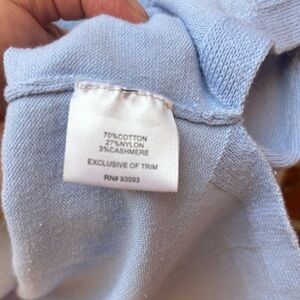 70%COTTON
27%NYLON
3%CASHMERE
EXCLUSIVE OF TRIM
RN# 93093